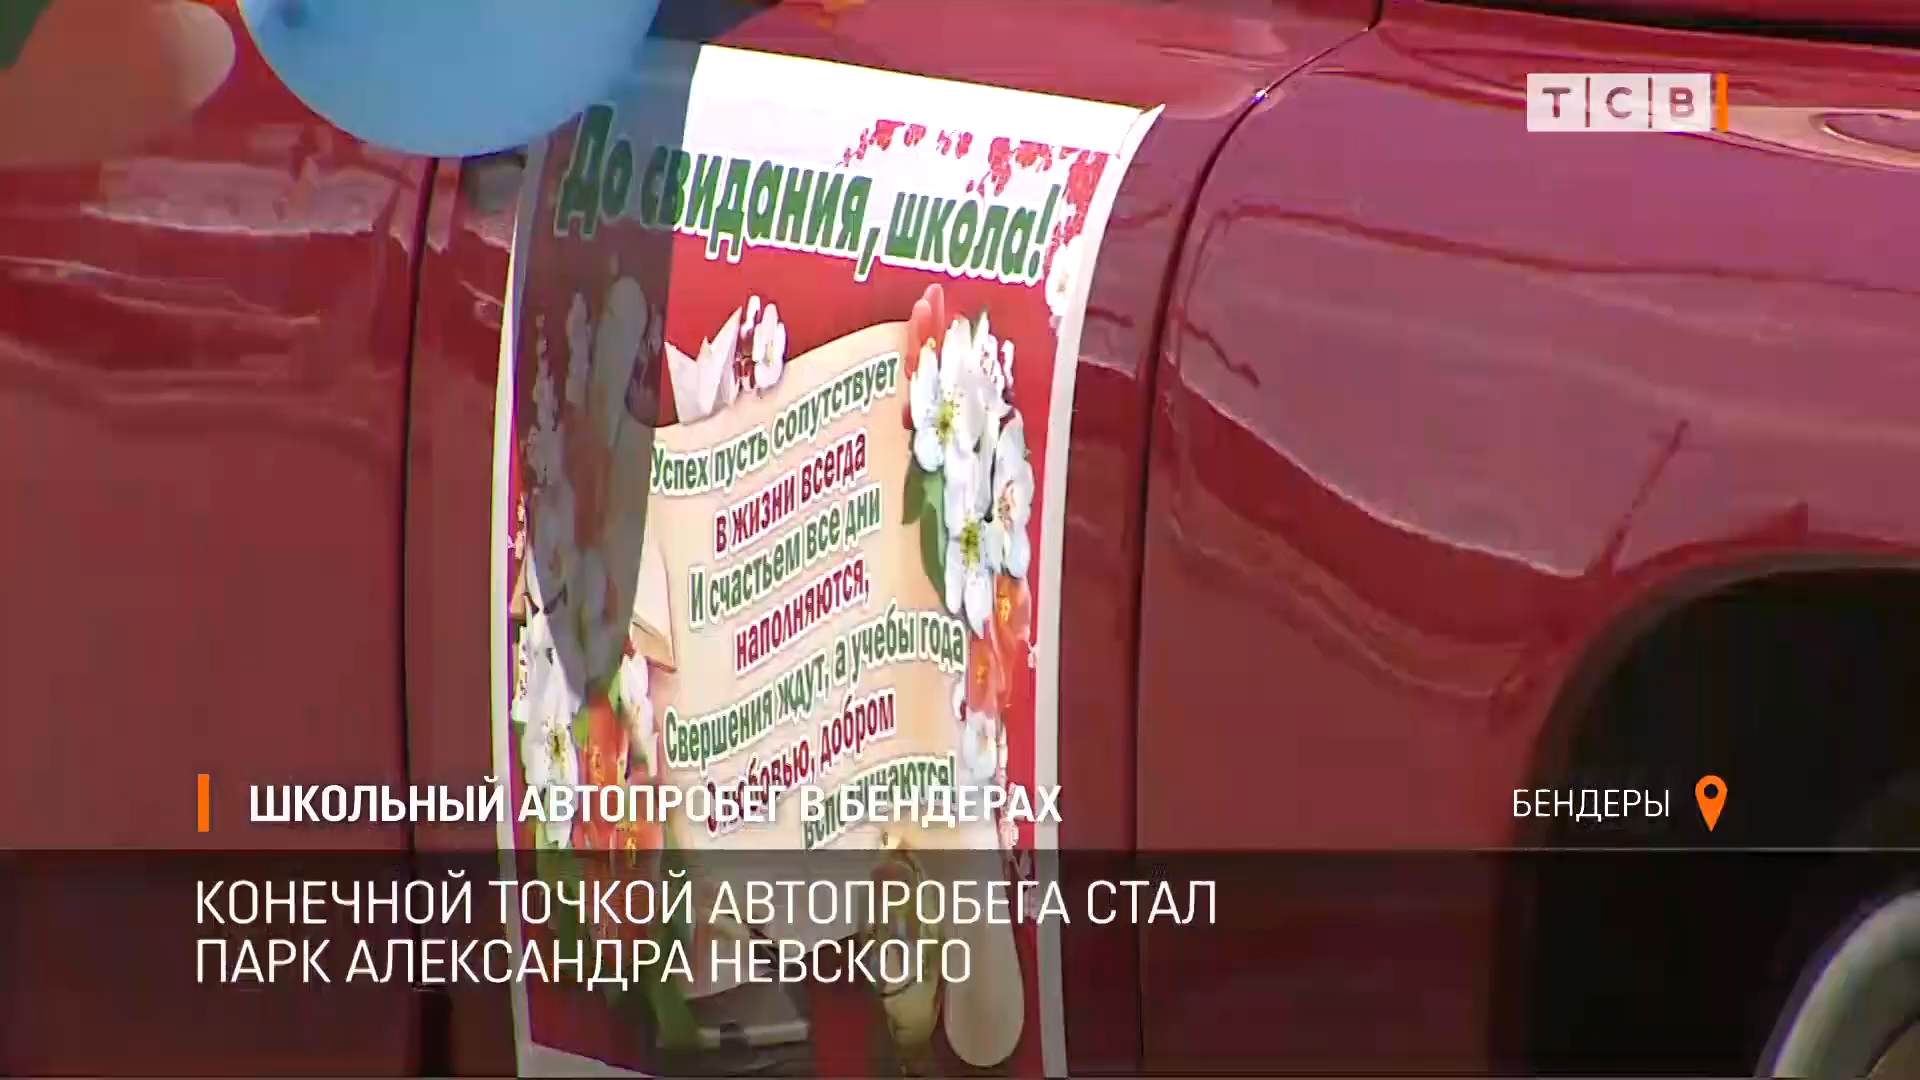 ТСВ
До свидания, школа!
Успех пусть сопутствует
в жизни всегда
И счастьем все дни
наполняются,
Свершения ждут, а учебы года
С любовью, добром
вспоминаются!
ШКОЛЬНЫЙ АВТОПРОБЕГ В БЕНДЕРАХ
БЕНДЕРЫ
КОНЕЧНОЙ ТОЧКОЙ АВТОПРОБЕГА СТАЛ
ПАРК АЛЕКСАНДРА НЕВСКОГО